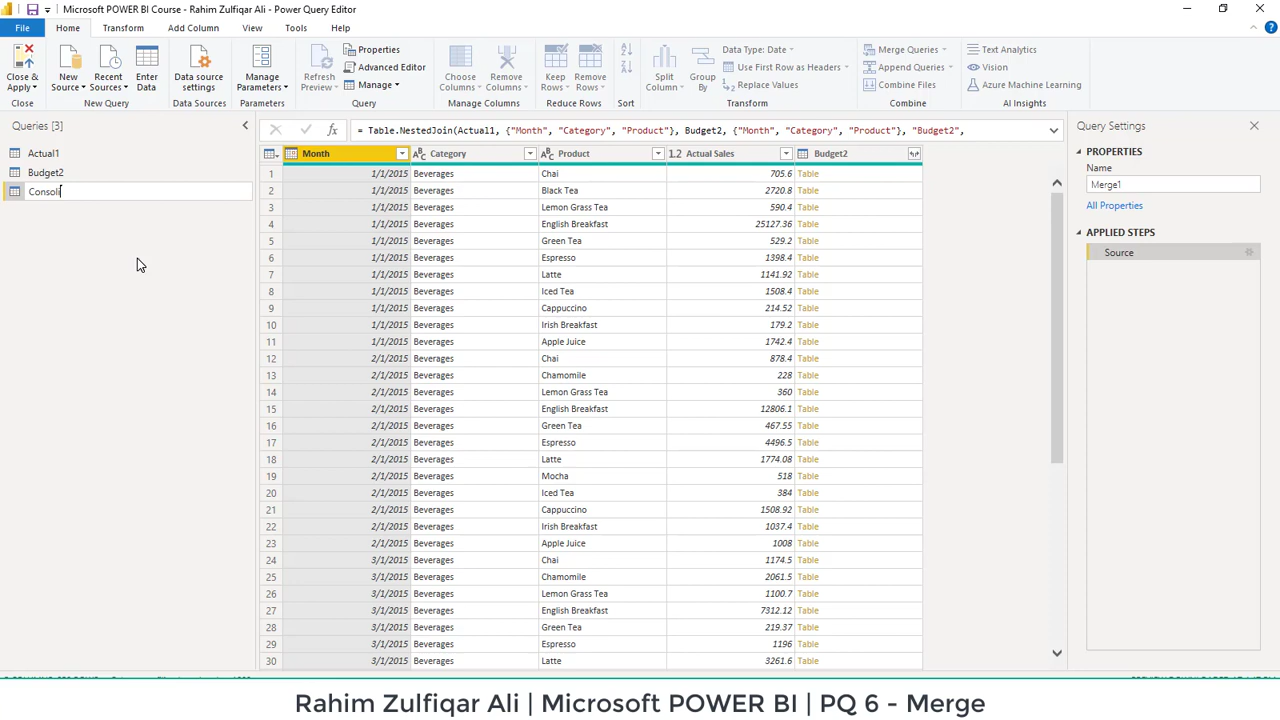 Microsoft POWER BI Course - Rahim Zulfiqar Ali - Power Query Editor
File Home Transform Add Column View Tools Help
Close & Apply
New Source
Recent Sources
Enter Data
Data source settings
Manage Parameters
Refresh Preview
Properties
Advanced Editor
Manage
Choose Columns
Remove Columns
Keep Rows
Remove Rows
Split Column
Group By
Data Type: Date
Use First Row as Headers
Replace Values
Merge Queries
Append Queries
Combine Files
Text Analytics
Vision
Azure Machine Learning
Close New Query Data Sources Parameters Query Manage Columns Reduce Rows Sort Transform Combine AI Insights
Queries [3]
Actual1
Budget2
Consoli
= Table.NestedJoin(Actual1, {"Month", "Category", "Product"}, Budget2, {"Month", "Category", "Product"}, "Budget2",
Month Category Product 1.2 Actual Sales Budget2
1 1/1/2015 Beverages Chai 705.6 Table
2 1/1/2015 Beverages Black Tea 2720.8 Table
3 1/1/2015 Beverages Lemon Grass Tea 590.4 Table
4 1/1/2015 Beverages English Breakfast 25127.36 Table
5 1/1/2015 Beverages Green Tea 529.2 Table
6 1/1/2015 Beverages Espresso 1398.4 Table
7 1/1/2015 Beverages Latte 1141.92 Table
8 1/1/2015 Beverages Iced Tea 1508.4 Table
9 1/1/2015 Beverages Cappuccino 214.52 Table
10 1/1/2015 Beverages Irish Breakfast 179.2 Table
11 1/1/2015 Beverages Apple Juice 1742.4 Table
12 2/1/2015 Beverages Chai 878.4 Table
13 2/1/2015 Beverages Chamomile 228 Table
14 2/1/2015 Beverages Lemon Grass Tea 360 Table
15 2/1/2015 Beverages English Breakfast 12806.1 Table
16 2/1/2015 Beverages Green Tea 467.55 Table
17 2/1/2015 Beverages Espresso 4496.5 Table
18 2/1/2015 Beverages Latte 1774.08 Table
19 2/1/2015 Beverages Mocha 518 Table
20 2/1/2015 Beverages Iced Tea 384 Table
21 2/1/2015 Beverages Cappuccino 1508.92 Table
22 2/1/2015 Beverages Irish Breakfast 1037.4 Table
23 2/1/2015 Beverages Apple Juice 1008 Table
24 3/1/2015 Beverages Chai 1174.5 Table
25 3/1/2015 Beverages Chamomile 2061.5 Table
26 3/1/2015 Beverages Lemon Grass Tea 1100.7 Table
27 3/1/2015 Beverages English Breakfast 7312.12 Table
28 3/1/2015 Beverages Green Tea 219.37 Table
29 3/1/2015 Beverages Espresso 1196 Table
30 3/1/2015 Beverages Latte 3261.6 Table
Query Settings
PROPERTIES
Name
Merge1
All Properties
APPLIED STEPS
Source
Rahim Zulfiqar Ali | Microsoft POWER BI | PQ 6 - Merge